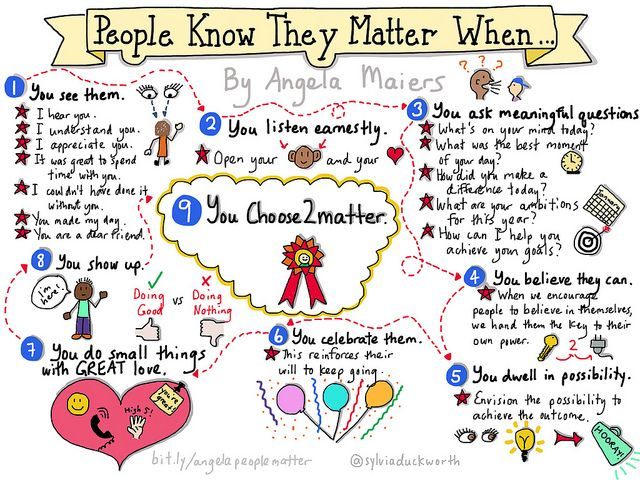 People Know They Matter When...
By Angela Maiers
1 You see them.
★ I hear you.
★ I understand you.
★ I appreciate you.
★ It was great to spend
time with you.
★ I couldn't have done it
without you.
★ You made my day.
★ You are a dear friend.
2 You listen earnestly.
★ Open your and your
3 You ask meaningful questions
? ? ?
★ What's on your mind today?
★ What was the best moment
of your day?
★ How did you make a
difference today?
★ What are your ambitions
for this year?
★ How can I help you
achieve your goals?
4 You believe they can.
★ When we encourage
people to believe in themselves,
we hand them the key to their
own power.
2
5 You dwell in possibility.
★ Envision the possibility to
achieve the outcome.
HOORAY!
6 You celebrate them.
★ This reinforces their
will to keep going.
7 You do small things
with GREAT love.
you're
great!
High 5!
8 You show up.
I'm
here!
Doing
Good
vs
Doing
Nothing
9 You Choose2matter.
bit.ly/angelapeoplematter
@sylviaduckworth